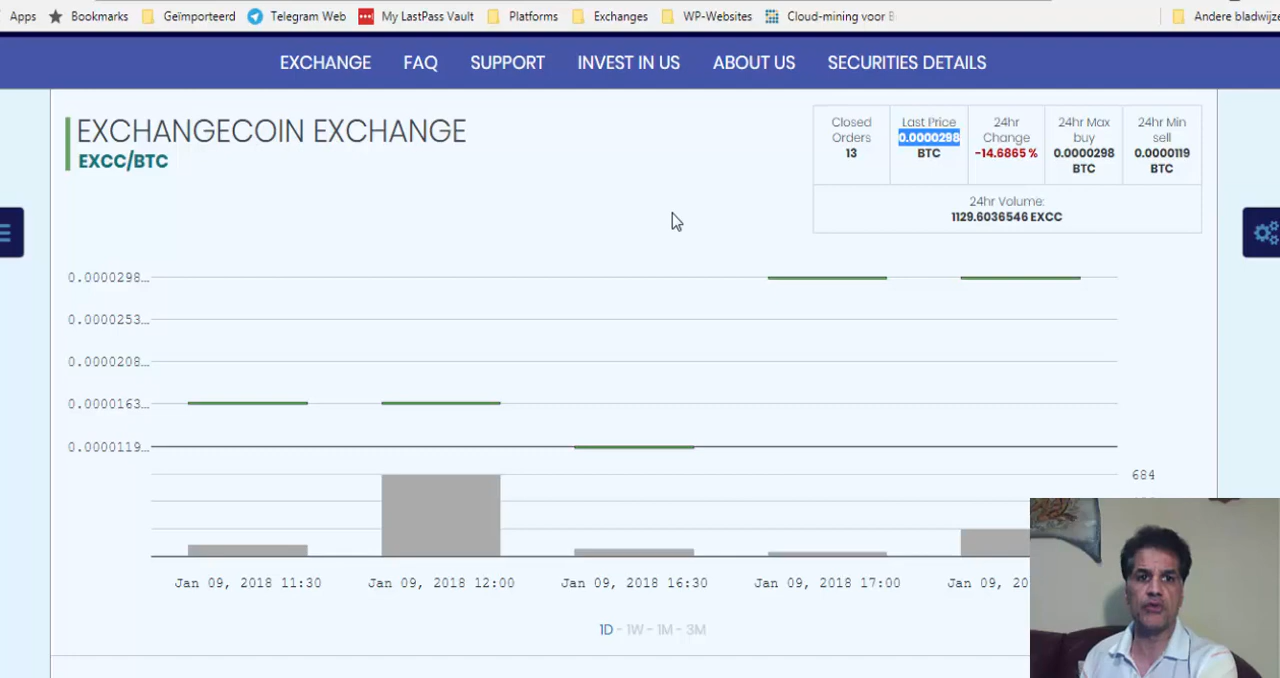 Apps Bookmarks Geïmporteerd Telegram Web My LastPass Vault Platforms Exchanges WP-Websites Cloud-mining voor Andere
EXCHANGE FAQ SUPPORT INVEST IN US ABOUT US SECURITIES DETAILS
EXCHANGECOIN EXCHANGE
EXCC/BTC
Closed Orders
13
Last Price
0.0000298
BTC
24hr Change
-14.6865 %
24hr Max buy
0.0000298
BTC
24hr Min sell
0.0000119
BTC
24hr Volume:
1129.6036546 EXCC
0.0000298…
0.0000253…
0.0000208…
0.0000163…
0.0000119…
684
Jan 09, 2018 11:30 Jan 09, 2018 12:00 Jan 09, 2018 16:30 Jan 09, 2018 17:00 Jan 09, 20
1D - 1W - 1M - 3M